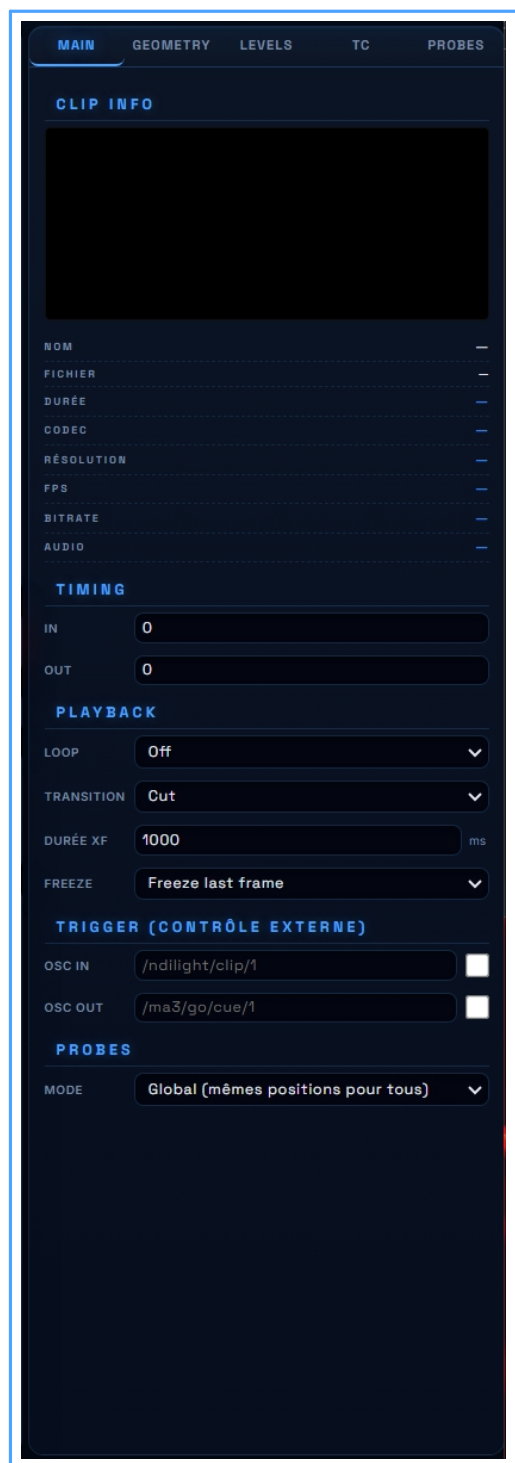 MAIN GEOMETRY LEVELS TC PROBES
CLIP INFO
NOM —
FICHIER —
DURÉE —
CODEC —
RÉSOLUTION —
FPS —
BITRATE —
AUDIO —
TIMING
IN 0
OUT 0
PLAYBACK
LOOP Off
TRANSITION Cut
DURÉE XF 1000 ms
FREEZE Freeze last frame
TRIGGER (CONTRÔLE EXTERNE)
OSC IN /ndilight/clip/1
OSC OUT /ma3/go/cue/1
PROBES
MODE Global (mêmes positions pour tous)